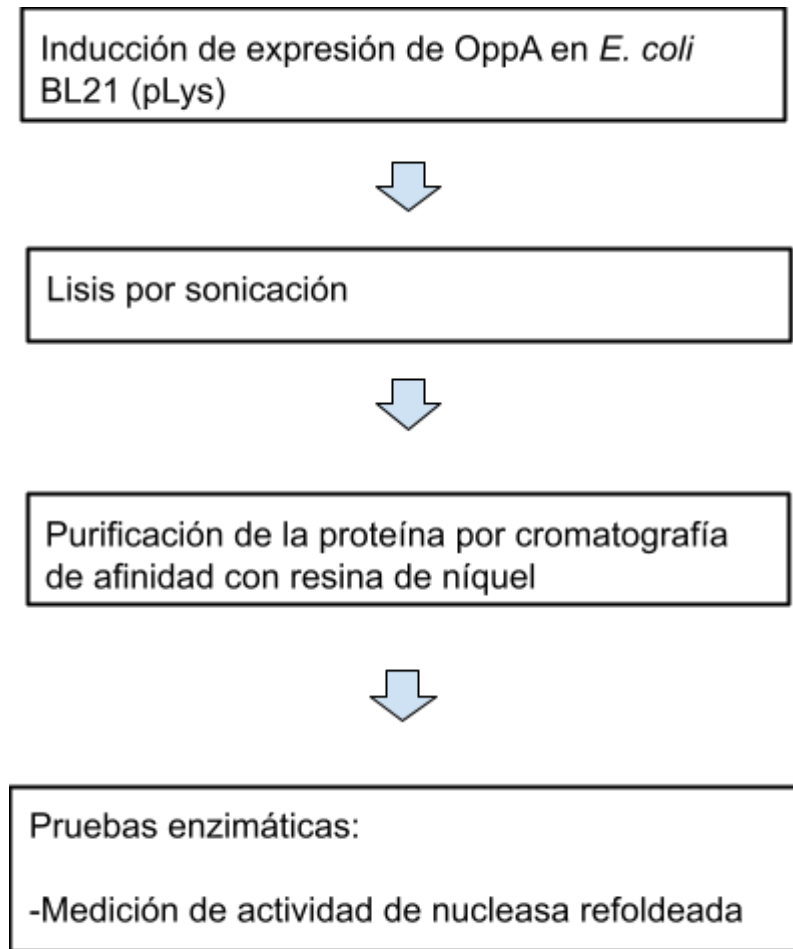 Inducción de expresión de OppA en E. coli
BL21 (pLys)
Lisis por sonicación
Purificación de la proteína por cromatografía
de afinidad con resina de níquel
Pruebas enzimáticas:
-Medición de actividad de nucleasa refoldeada